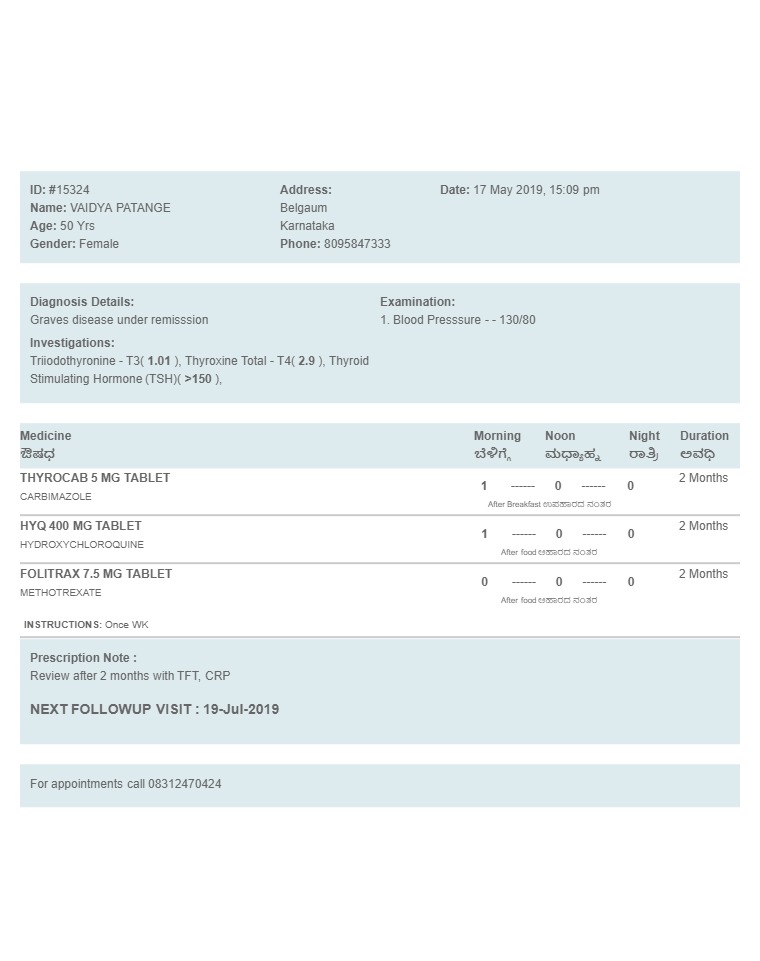 ID: #15324
Name: VAIDYA PATANGE
Age: 50 Yrs
Gender: Female
Address:
Belgaum
Karnataka
Phone: 8095847333
Date: 17 May 2019, 15:09 pm
Diagnosis Details:
Graves disease under remisssion
Investigations:
Triiodothyronine - T3( 1.01 ), Thyroxine Total - T4( 2.9 ), Thyroid
Stimulating Hormone (TSH)( >150 ),
Examination:
1. Blood Presssure - - 130/80
Medicine Morning Noon Night Duration
ಔಷಧ ಬೆಳಿಗ್ಗೆ ಮಧ್ಯಾಹ್ನ ರಾತ್ರಿ ಅವಧಿ
THYROCAB 5 MG TABLET 2 Months
CARBIMAZOLE 1 ------ 0 ------ 0
After Breakfast ಉಪಹಾರದ ನಂತರ
HYQ 400 MG TABLET 2 Months
HYDROXYCHLOROQUINE 1 ------ 0 ------ 0
After food ಆಹಾರದ ನಂತರ
FOLITRAX 7.5 MG TABLET 2 Months
METHOTREXATE 0 ------ 0 ------ 0
After food ಆಹಾರದ ನಂತರ
INSTRUCTIONS: Once WK
Prescription Note :
Review after 2 months with TFT, CRP
NEXT FOLLOWUP VISIT : 19-Jul-2019
For appointments call 08312470424